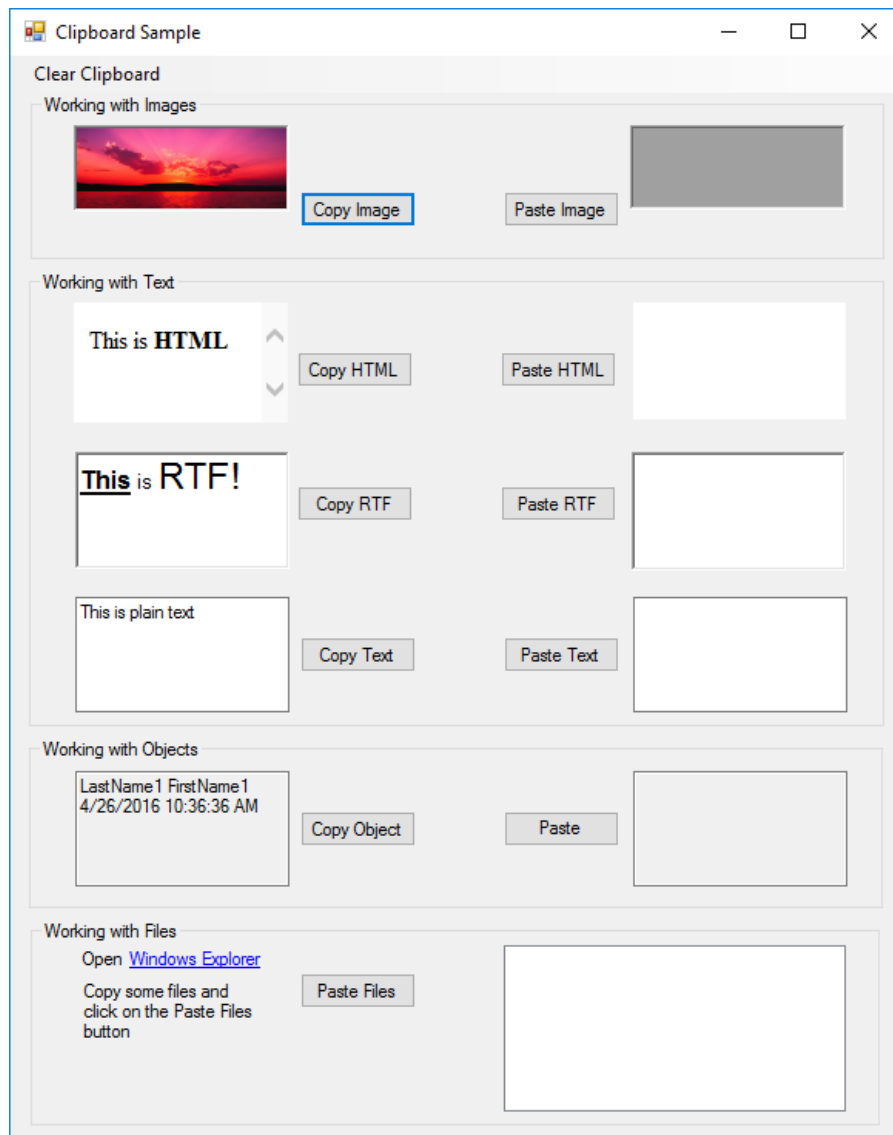 Clipboard Sample
Clear Clipboard
Working with Images
Copy Image
Paste Image
Working with Text
This is HTML
Copy HTML
Paste HTML
This is RTF!
Copy RTF
Paste RTF
This is plain text
Copy Text
Paste Text
Working with Objects
LastName1 FirstName1
4/26/2016 10:36:36 AM
Copy Object
Paste
Working with Files
Open Windows Explorer
Copy some files and
click on the Paste Files
button
Paste Files